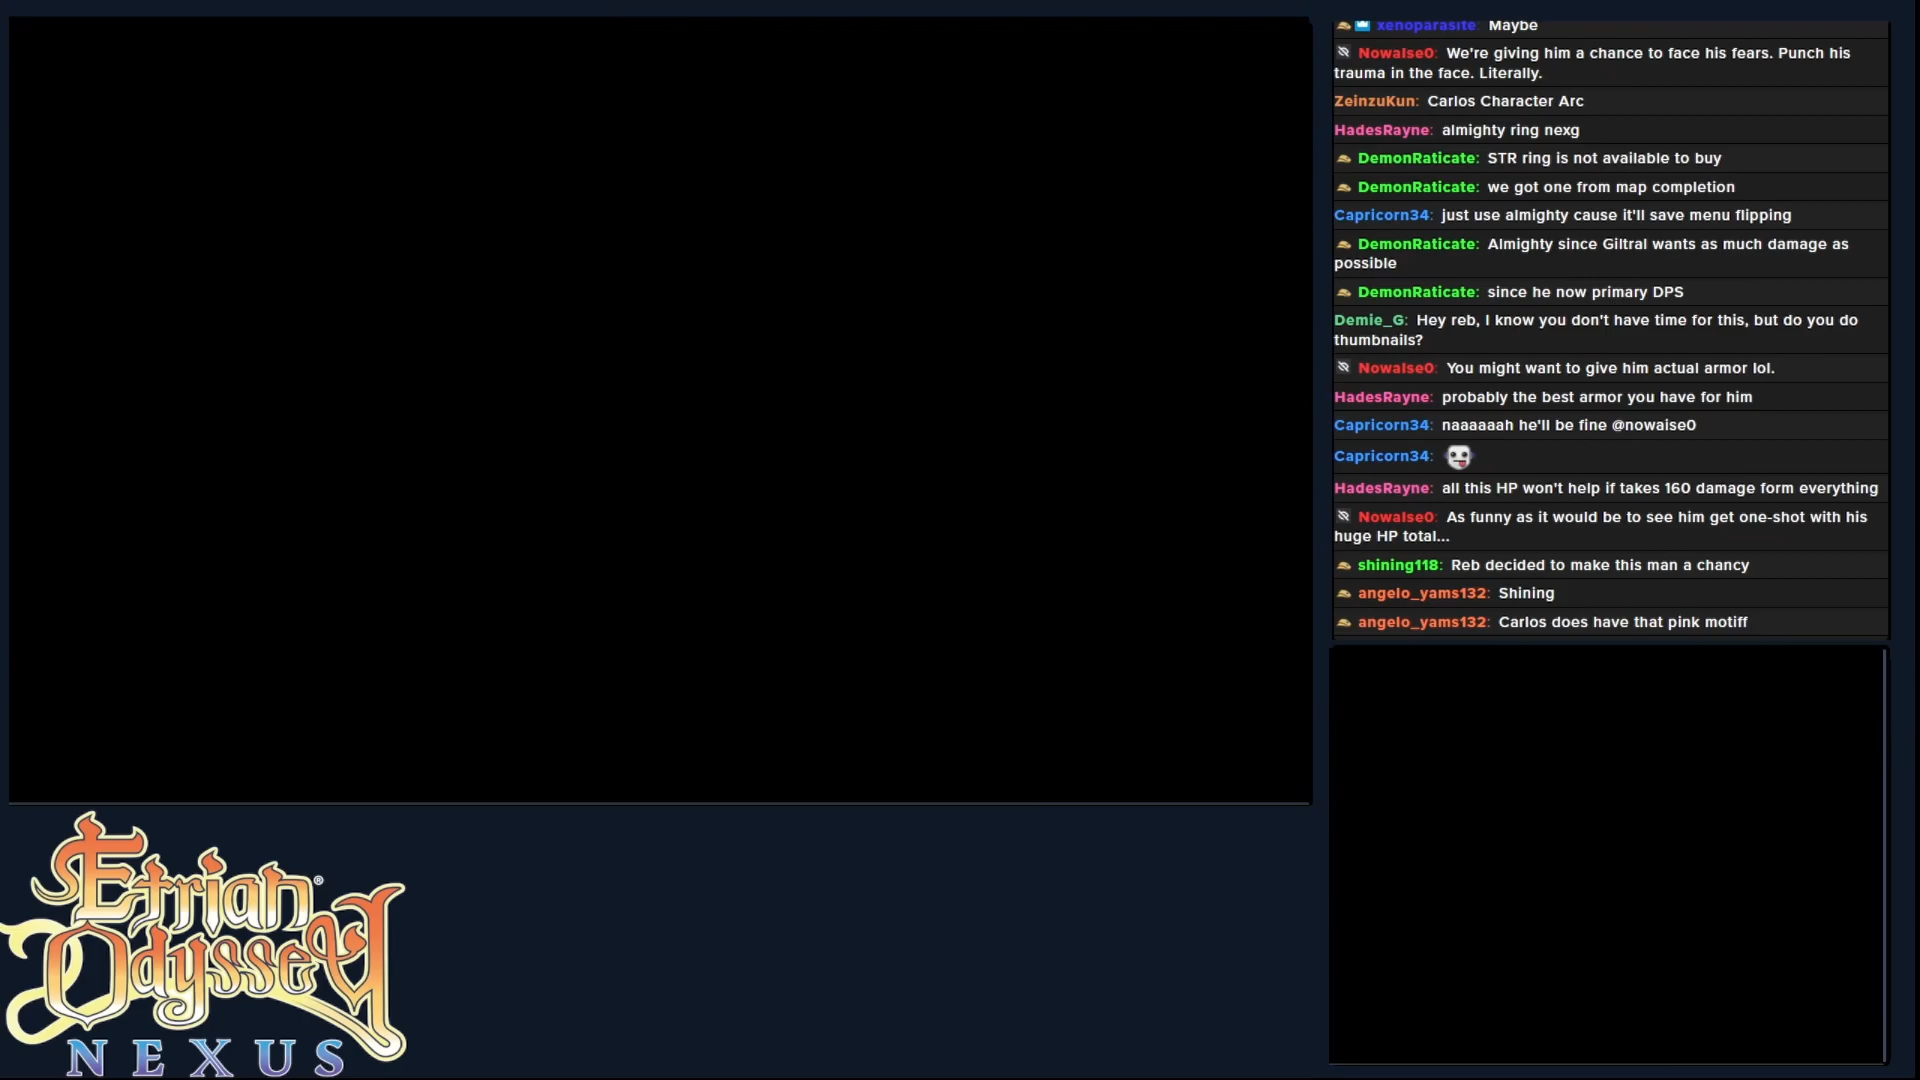 xenoparasite: Maybe
Nowaise0: We're giving him a chance to face his fears. Punch his
trauma in the face. Literally.
ZeinzuKun: Carlos Character Arc
HadesRayne: almighty ring nexg
DemonRaticate: STR ring is not available to buy
DemonRaticate: we got one from map completion
Capricorn34: just use almighty cause it'll save menu flipping
DemonRaticate: Almighty since Giltral wants as much damage as
possible
DemonRaticate: since he now primary DPS
Demie_G: Hey reb, I know you don't have time for this, but do you do
thumbnails?
Nowaise0: You might want to give him actual armor lol.
HadesRayne: probably the best armor you have for him
Capricorn34: naaaaaah he'll be fine @nowaise0
Capricorn34:
HadesRayne: all this HP won't help if takes 160 damage form everything
Nowaise0: As funny as it would be to see him get one-shot with his
huge HP total...
shining118: Reb decided to make this man a chancy
angelo_yams132: Shining
angelo_yams132: Carlos does have that pink motiff
Etrian®
Odyssey
NEXUS